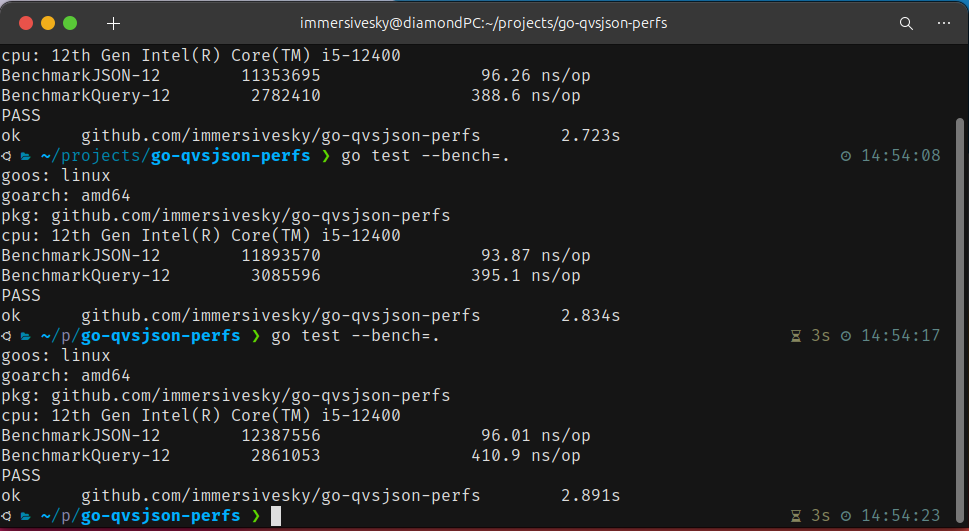 immersivesky@diamondPC:~/projects/go-qvsjson-perfs
cpu: 12th Gen Intel(R) Core(TM) i5-12400
BenchmarkJSON-12        11353695                96.26 ns/op
BenchmarkQuery-12        2782410               388.6 ns/op
PASS
ok      github.com/immersivesky/go-qvsjson-perfs        2.723s
~/projects/go-qvsjson-perfs ❯ go test --bench=. 14:54:08
goos: linux
goarch: amd64
pkg: github.com/immersivesky/go-qvsjson-perfs
cpu: 12th Gen Intel(R) Core(TM) i5-12400
BenchmarkJSON-12        11893570                93.87 ns/op
BenchmarkQuery-12        3085596               395.1 ns/op
PASS
ok      github.com/immersivesky/go-qvsjson-perfs        2.834s
~/p/go-qvsjson-perfs ❯ go test --bench=. 3s 14:54:17
goos: linux
goarch: amd64
pkg: github.com/immersivesky/go-qvsjson-perfs
cpu: 12th Gen Intel(R) Core(TM) i5-12400
BenchmarkJSON-12        12387556                96.01 ns/op
BenchmarkQuery-12        2861053               410.9 ns/op
PASS
ok      github.com/immersivesky/go-qvsjson-perfs        2.891s
~/p/go-qvsjson-perfs ❯ 3s 14:54:23